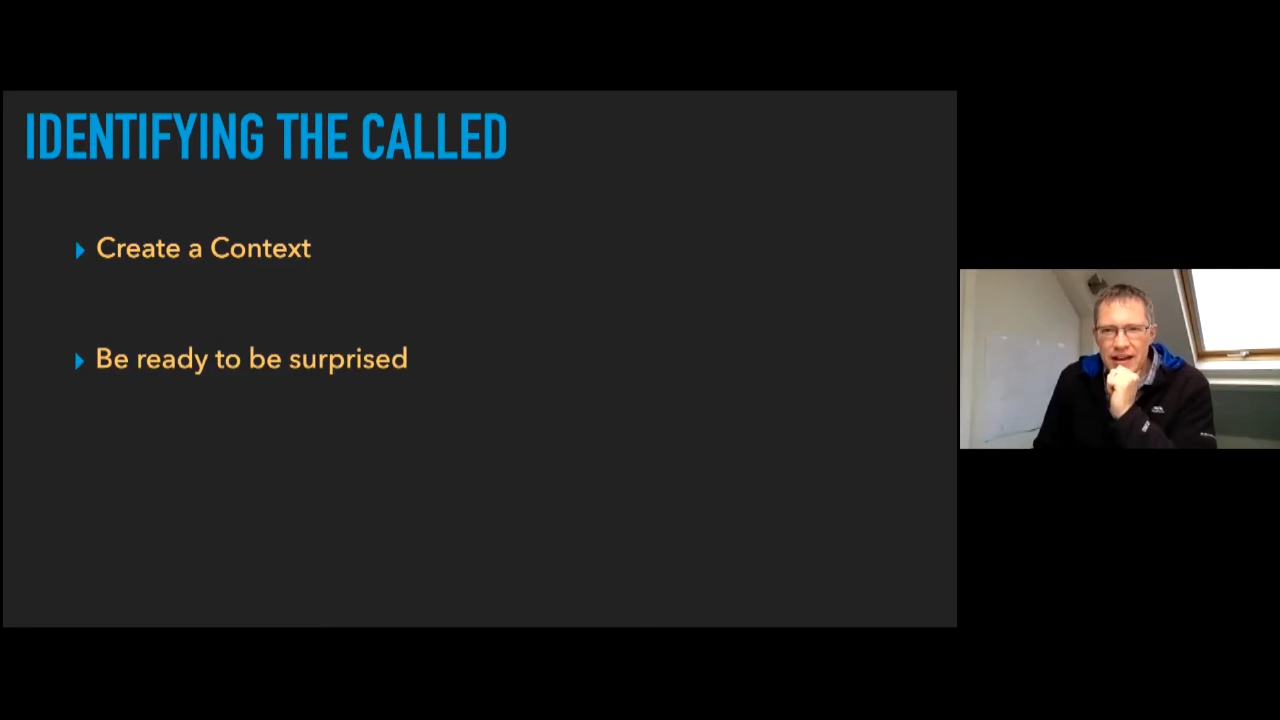 IDENTIFYING THE CALLED
Create a Context
Be ready to be surprised